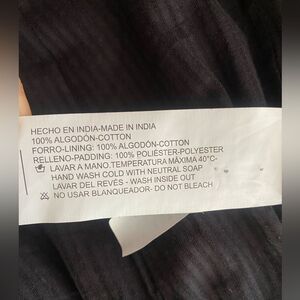 HECHO EN INDIA-MADE IN INDIA
100% ALGODÓN-COTTON
FORRO-LINING: 100% ALGODÓN-COTTON
RELLENO-PADDING: 100% POLIÉSTER-POLYESTER
LAVAR A MANO.TEMPERATURA MÁXIMA 40°C-
HAND WASH COLD WITH NEUTRAL SOAP
LAVAR DEL REVÉS - WASH INSIDE OUT
NO USAR BLANQUEADOR- DO NOT BLEACH